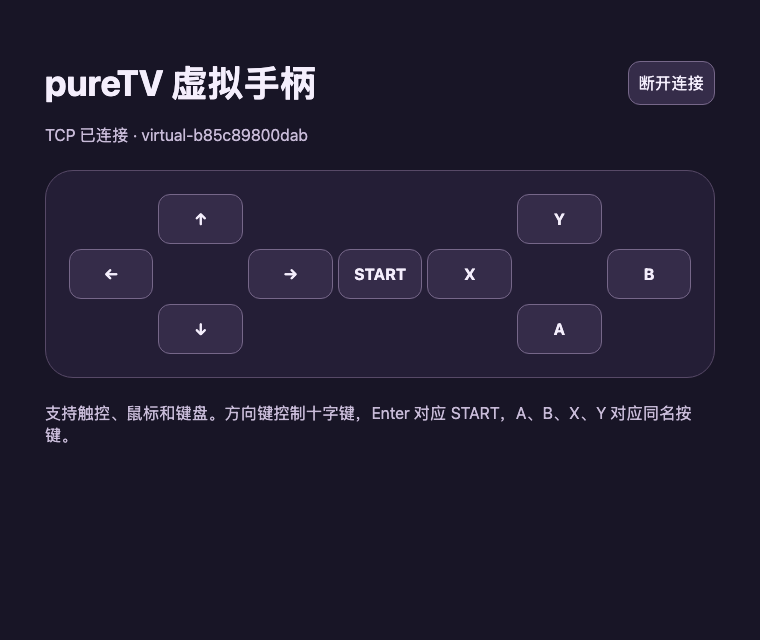 pureTV 虚拟手柄
断开连接
TCP 已连接 · virtual-b85c89800dab
↑
Y
←
→
START
X
B
↓
A
支持触控、鼠标和键盘。方向键控制十字键，Enter 对应 START，A、B、X、Y 对应同名按
键。